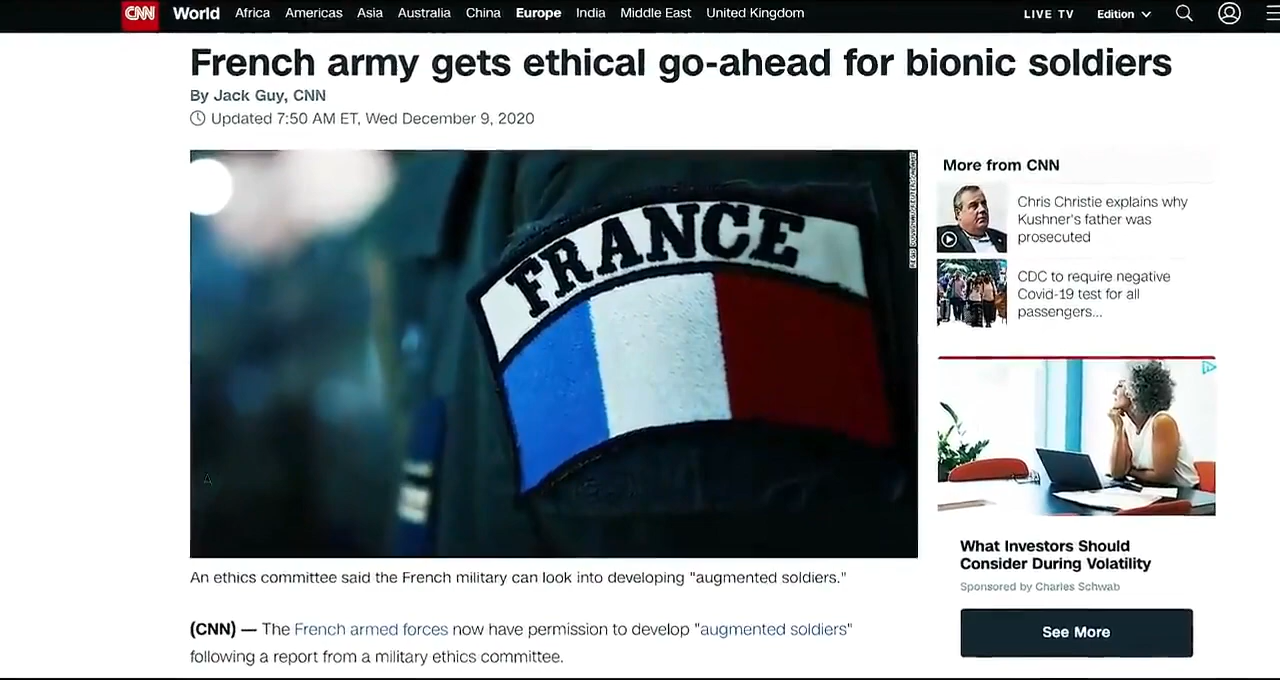 CNN World Africa Americas Asia Australia China Europe India Middle East United Kingdom LIVE TV Edition
French army gets ethical go-ahead for bionic soldiers
By Jack Guy, CNN
Updated 7:50 AM ET, Wed December 9, 2020
FRANCE
An ethics committee said the French military can look into developing "augmented soldiers."
(CNN) — The French armed forces now have permission to develop "augmented soldiers"
following a report from a military ethics committee.
More from CNN
Chris Christie explains why
Kushner's father was
prosecuted
CDC to require negative
Covid-19 test for all
passengers...
What Investors Should
Consider During Volatility
Sponsored by Charles Schwab
See More